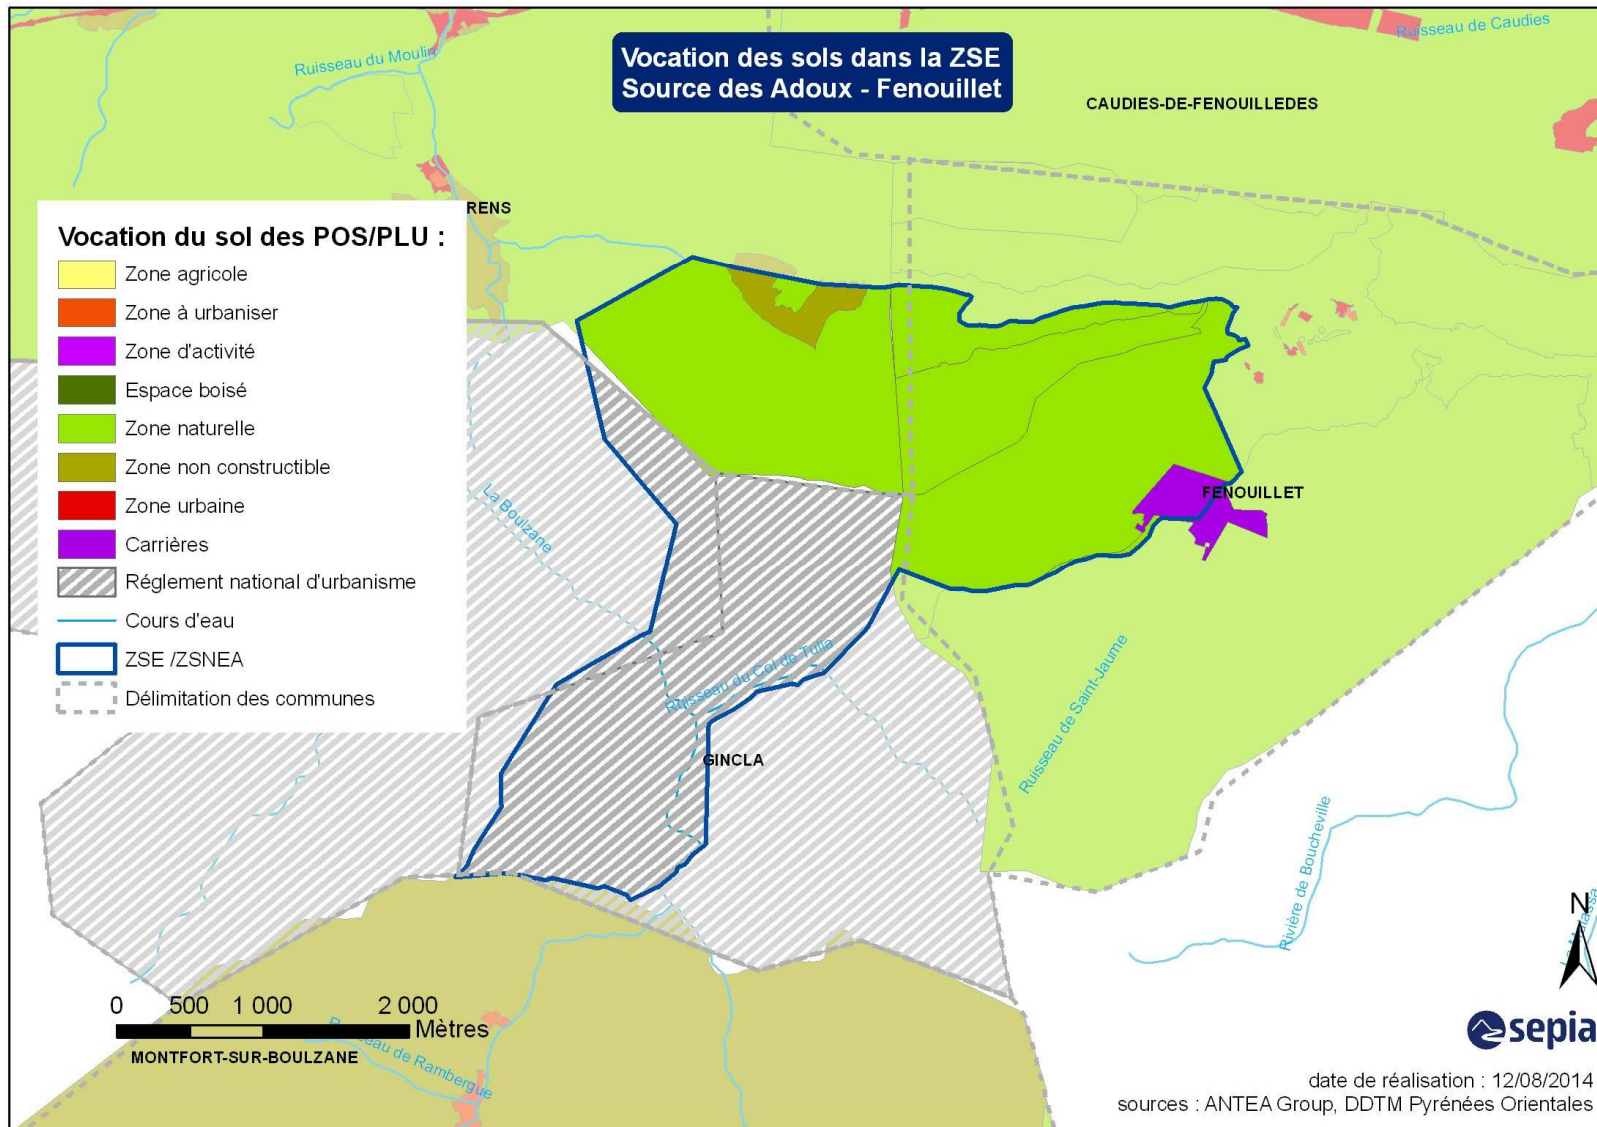 Vocation des sols dans la ZSE
Source des Adoux - Fenouillet
Ruisseau de Caudies
Ruisseau du Moulin
CAUDIES-DE-FENOUILLEDES
RENS
Vocation du sol des POS/PLU :
Zone agricole
Zone à urbaniser
Zone d'activité
Espace boisé
Zone naturelle
Zone non constructible
Zone urbaine
Carrières
Réglement national d'urbanisme
Cours d'eau
ZSE /ZSNEA
Délimitation des communes
La Boulzane
FENOUILLET
Ruisseau du Col de Tulla
Ruisseau de Saint-Jaume
GINCLA
Rivière de Boucheville
N
0 500 1 000 2 000
Mètres
MONTFORT-SUR-BOULZANE
de Rambergue
sepia
date de réalisation : 12/08/2014
sources : ANTEA Group, DDTM Pyrénées Orientales